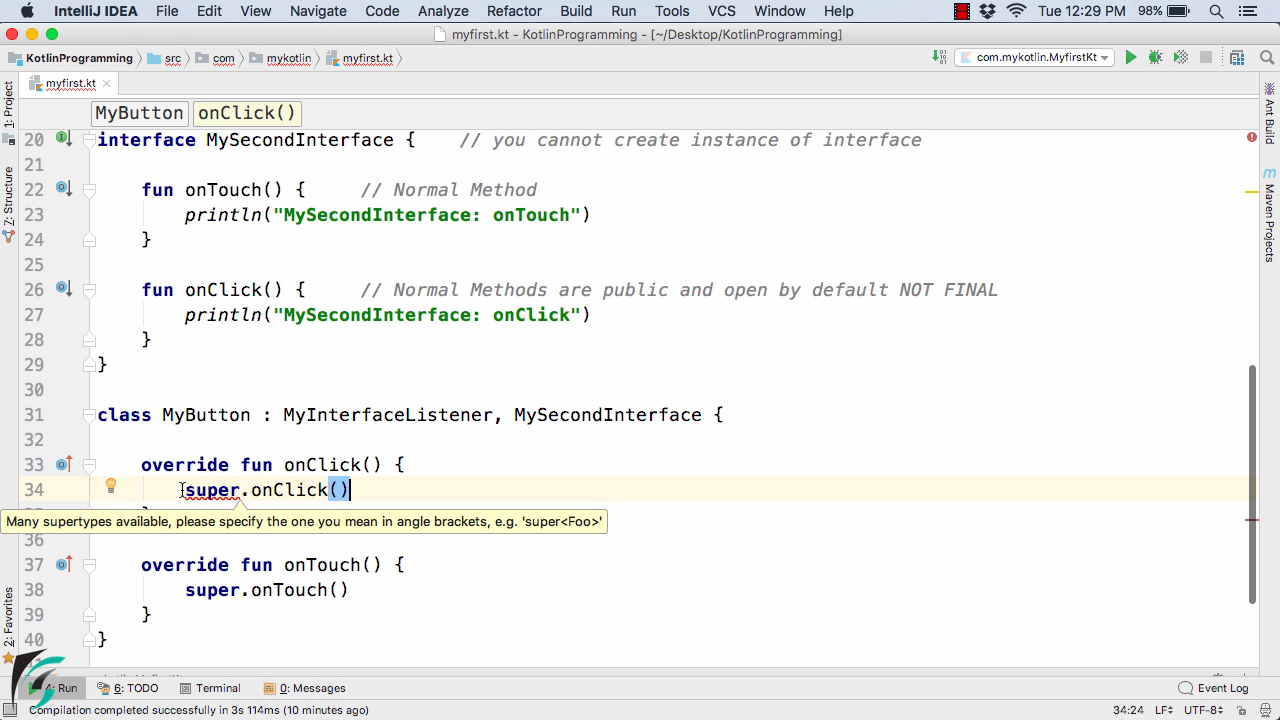 IntelliJ IDEA File Edit View Navigate Code Analyze Refactor Build Run Tools VCS Window Help Tue 12:29 PM 98%
myfirst.kt - KotlinProgramming - [~/Desktop/KotlinProgramming]
KotlinProgramming src com mykotlin myfirst.kt com.mykotlin.MyfirstKt
myfirst.kt
MyButton onClick()
1: Project
7: Structure
2: Favorites
Ant Build
Maven Projects
20 interface MySecondInterface { // you cannot create instance of interface
21
22 fun onTouch() { // Normal Method
23 println("MySecondInterface: onTouch")
24 }
25
26 fun onClick() { // Normal Methods are public and open by default NOT FINAL
27 println("MySecondInterface: onClick")
28 }
29 }
30
31 class MyButton : MyInterfaceListener, MySecondInterface {
32
33 override fun onClick() {
34 super.onClick()
Many supertypes available, please specify the one you mean in angle brackets, e.g. 'super<Foo>'
36
37 override fun onTouch() {
38 super.onTouch()
39 }
40 }
4: Run 6: TODO Terminal 0: Messages Event Log
Compilation completed successfully in 3s 114ms (10 minutes ago) 34:24 LF÷ UTF-8÷